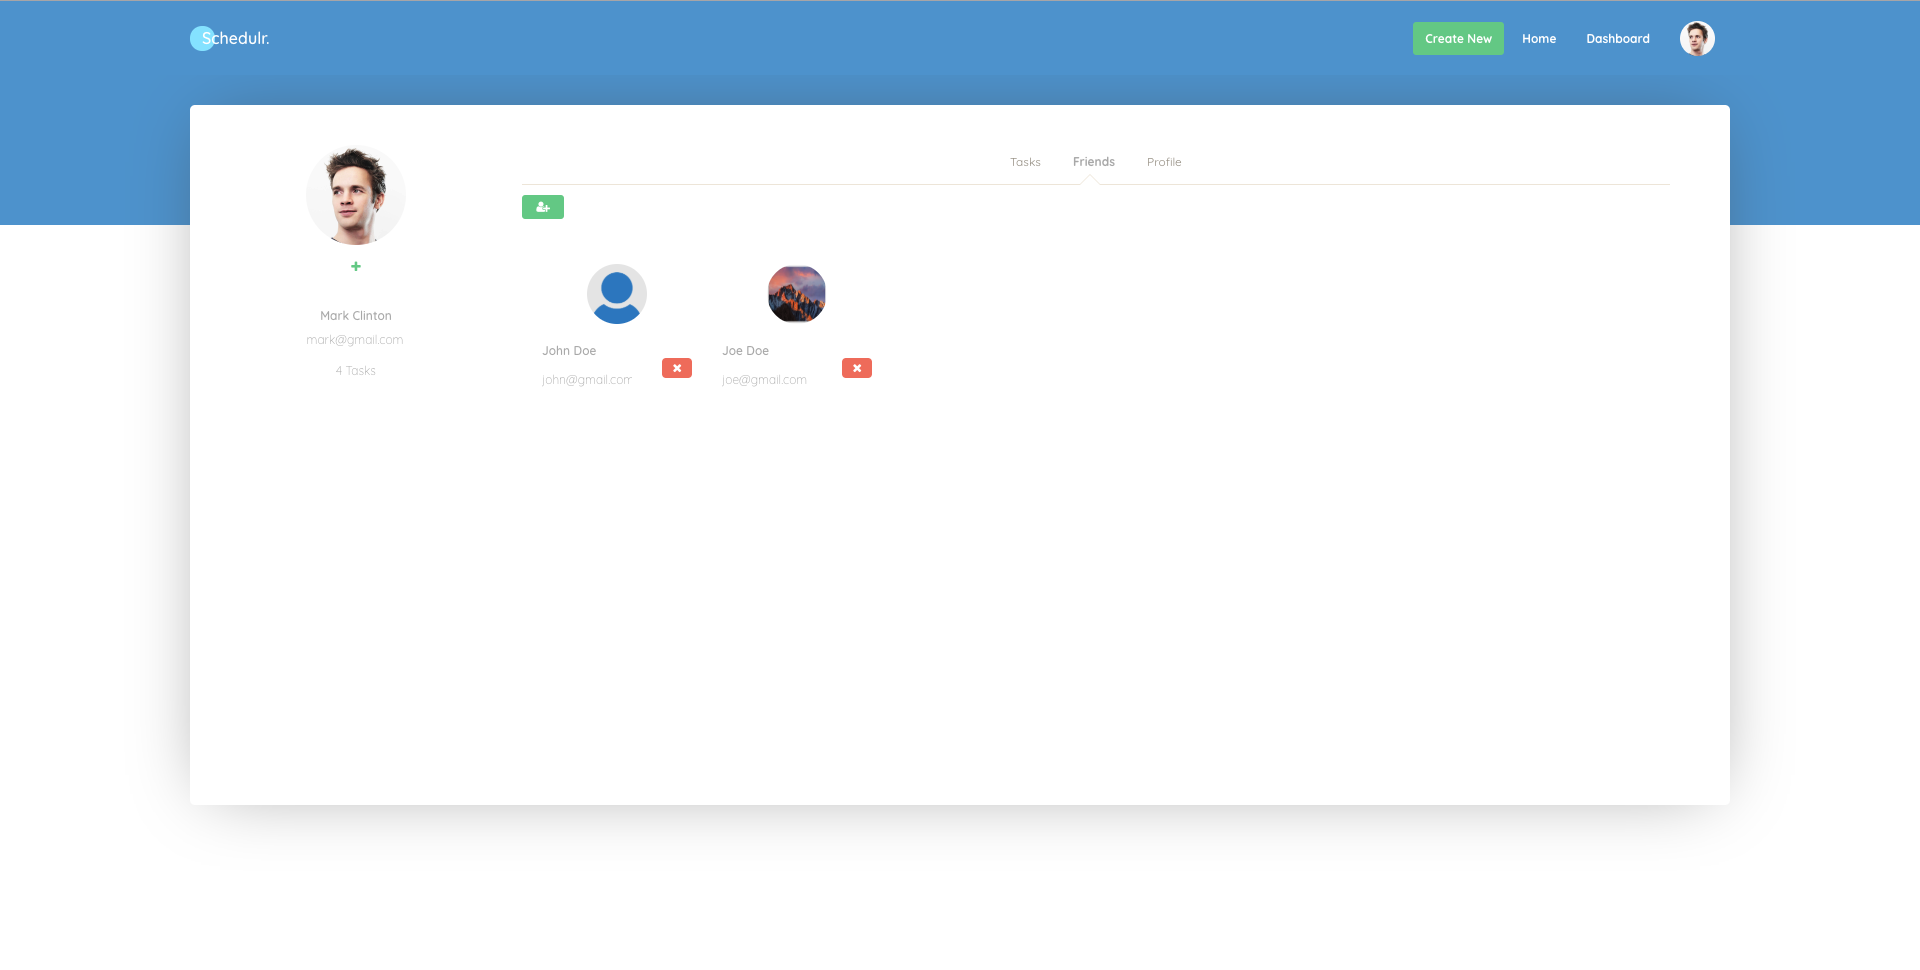 Schedulr.
Create New
Home
Dashboard
Tasks
Friends
Profile
Mark Clinton
mark@gmail.com
4 Tasks
John Doe
john@gmail.com
Joe Doe
joe@gmail.com